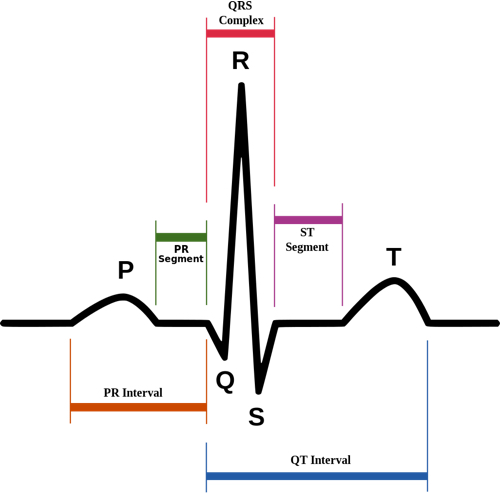 QRS
Complex
R
PR
Segment
ST
Segment
P
T
Q
PR Interval
S
QT Interval